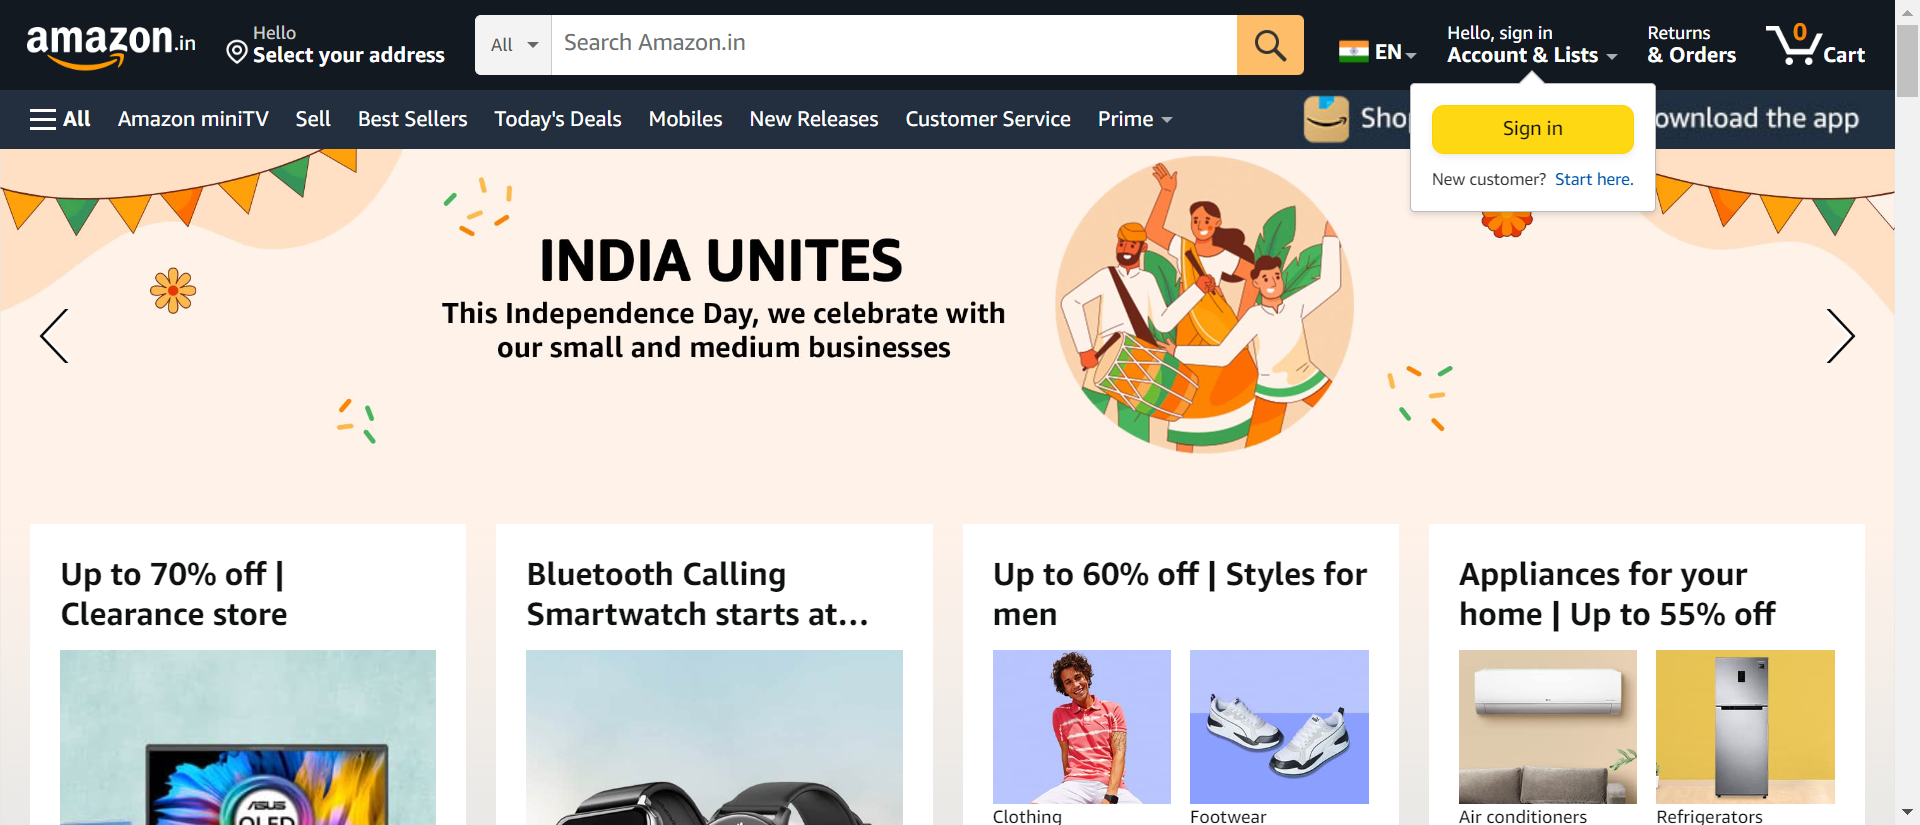 amazon.in
Hello
Select your address
All
Search Amazon.in
EN
Hello, sign in
Account & Lists
Returns
& Orders
0
Cart
All
Amazon miniTV
Sell
Best Sellers
Today's Deals
Mobiles
New Releases
Customer Service
Prime
Sho
ownload the app
Sign in
New customer? Start here.
INDIA UNITES
This Independence Day, we celebrate with
our small and medium businesses
Up to 70% off |
Clearance store
Bluetooth Calling
Smartwatch starts at...
Up to 60% off | Styles for
men
Appliances for your
home | Up to 55% off
ASUS
OLED
Clothing
Footwear
Air conditioners
Refrigerators